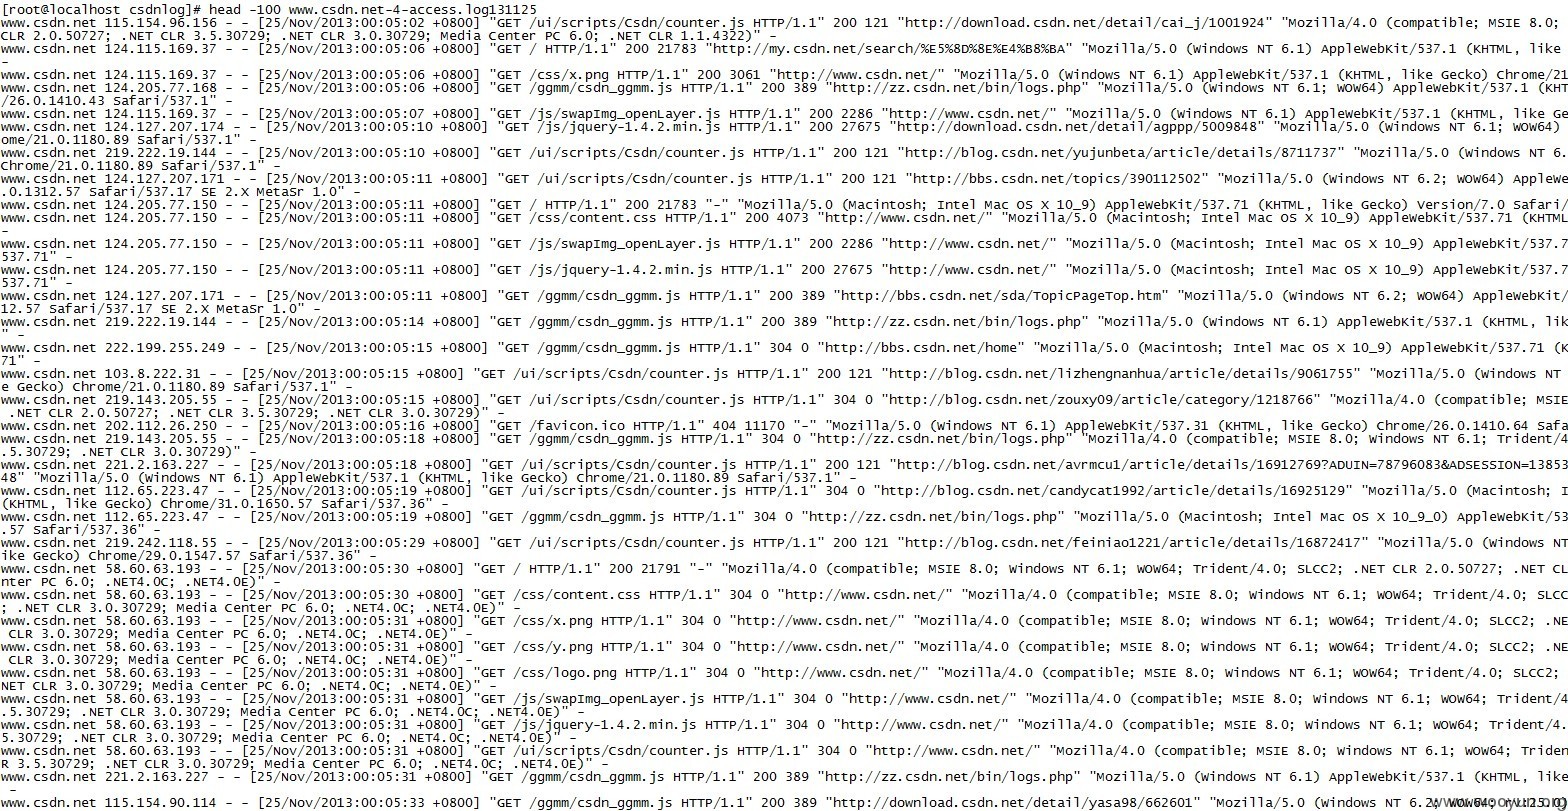 [root@localhost csdnlog]# head -100 www.csdn.net-4-access.log131125
www.csdn.net 115.154.96.156 - - [25/Nov/2013:00:05:02 +0800] "GET /ui/scripts/Csdn/counter.js HTTP/1.1" 200 121 "http://download.csdn.net/detail/cai_j/1001924" "Mozilla/4.0 (compatible; MSIE 8.0;
CLR 2.0.50727; .NET CLR 3.5.30729; .NET CLR 3.0.30729; Media Center PC 6.0; .NET CLR 1.1.4322)" -
www.csdn.net 124.115.169.37 - - [25/Nov/2013:00:05:06 +0800] "GET / HTTP/1.1" 200 21783 "http://my.csdn.net/search/%E5%8D%8E%E4%B8%BA" "Mozilla/5.0 (Windows NT 6.1) AppleWebKit/537.1 (KHTML, like
-
www.csdn.net 124.115.169.37 - - [25/Nov/2013:00:05:06 +0800] "GET /css/x.png HTTP/1.1" 200 3061 "http://www.csdn.net/" "Mozilla/5.0 (Windows NT 6.1) AppleWebKit/537.1 (KHTML, like Gecko) Chrome/21
www.csdn.net 124.205.77.168 - - [25/Nov/2013:00:05:06 +0800] "GET /ggmm/csdn_ggmm.js HTTP/1.1" 200 389 "http://zz.csdn.net/bin/logs.php" "Mozilla/5.0 (Windows NT 6.1; WOW64) AppleWebKit/537.1 (KHT
/26.0.1410.43 Safari/537.1" -
www.csdn.net 124.115.169.37 - - [25/Nov/2013:00:05:07 +0800] "GET /js/swapImg_openLayer.js HTTP/1.1" 200 2286 "http://www.csdn.net/" "Mozilla/5.0 (Windows NT 6.1) AppleWebKit/537.1 (KHTML, like Ge
www.csdn.net 124.127.207.174 - - [25/Nov/2013:00:05:10 +0800] "GET /js/jquery-1.4.2.min.js HTTP/1.1" 200 27675 "http://download.csdn.net/detail/agppp/5009848" "Mozilla/5.0 (Windows NT 6.1; WOW64)
ome/21.0.1180.89 Safari/537.1" -
www.csdn.net 219.222.19.144 - - [25/Nov/2013:00:05:10 +0800] "GET /ui/scripts/Csdn/counter.js HTTP/1.1" 200 121 "http://blog.csdn.net/yujunbeta/article/details/8711737" "Mozilla/5.0 (Windows NT 6.
Chrome/21.0.1180.89 Safari/537.1" -
www.csdn.net 124.127.207.171 - - [25/Nov/2013:00:05:11 +0800] "GET /ui/scripts/Csdn/counter.js HTTP/1.1" 200 121 "http://bbs.csdn.net/topics/390112502" "Mozilla/5.0 (Windows NT 6.2; WOW64) AppleWe
.0.1312.57 Safari/537.17 SE 2.X MetaSr 1.0" -
www.csdn.net 124.205.77.150 - - [25/Nov/2013:00:05:11 +0800] "GET / HTTP/1.1" 200 21783 "-" "Mozilla/5.0 (Macintosh; Intel Mac OS X 10_9) AppleWebKit/537.71 (KHTML, like Gecko) Version/7.0 Safari/
www.csdn.net 124.205.77.150 - - [25/Nov/2013:00:05:11 +0800] "GET /css/content.css HTTP/1.1" 200 4073 "http://www.csdn.net/" "Mozilla/5.0 (Macintosh; Intel Mac OS X 10_9) AppleWebKit/537.71 (KHTML
-
www.csdn.net 124.205.77.150 - - [25/Nov/2013:00:05:11 +0800] "GET /js/swapImg_openLayer.js HTTP/1.1" 200 2286 "http://www.csdn.net/" "Mozilla/5.0 (Macintosh; Intel Mac OS X 10_9) AppleWebKit/537.7
537.71" -
www.csdn.net 124.205.77.150 - - [25/Nov/2013:00:05:11 +0800] "GET /js/jquery-1.4.2.min.js HTTP/1.1" 200 27675 "http://www.csdn.net/" "Mozilla/5.0 (Macintosh; Intel Mac OS X 10_9) AppleWebKit/537.7
537.71" -
www.csdn.net 124.127.207.171 - - [25/Nov/2013:00:05:11 +0800] "GET /ggmm/csdn_ggmm.js HTTP/1.1" 200 389 "http://bbs.csdn.net/sda/TopicPageTop.htm" "Mozilla/5.0 (Windows NT 6.2; WOW64) AppleWebKit/
12.57 Safari/537.17 SE 2.X MetaSr 1.0" -
www.csdn.net 219.222.19.144 - - [25/Nov/2013:00:05:14 +0800] "GET /ggmm/csdn_ggmm.js HTTP/1.1" 200 389 "http://zz.csdn.net/bin/logs.php" "Mozilla/5.0 (Windows NT 6.1) AppleWebKit/537.1 (KHTML, lik
" -
www.csdn.net 222.199.255.249 - - [25/Nov/2013:00:05:15 +0800] "GET /ggmm/csdn_ggmm.js HTTP/1.1" 304 0 "http://bbs.csdn.net/home" "Mozilla/5.0 (Macintosh; Intel Mac OS X 10_9) AppleWebKit/537.71 (K
71" -
www.csdn.net 103.8.222.31 - - [25/Nov/2013:00:05:15 +0800] "GET /ui/scripts/Csdn/counter.js HTTP/1.1" 200 121 "http://blog.csdn.net/lizhengnanhua/article/details/9061755" "Mozilla/5.0 (Windows NT
e Gecko) Chrome/21.0.1180.89 Safari/537.1" -
www.csdn.net 219.143.205.55 - - [25/Nov/2013:00:05:15 +0800] "GET /ui/scripts/Csdn/counter.js HTTP/1.1" 304 0 "http://blog.csdn.net/zouxy09/article/category/1218766" "Mozilla/4.0 (compatible; MSIE
.NET CLR 2.0.50727; .NET CLR 3.5.30729; .NET CLR 3.0.30729)" -
www.csdn.net 202.112.26.250 - - [25/Nov/2013:00:05:16 +0800] "GET /favicon.ico HTTP/1.1" 404 11170 "-" "Mozilla/5.0 (Windows NT 6.1) AppleWebKit/537.31 (KHTML, like Gecko) Chrome/26.0.1410.64 Safa
www.csdn.net 219.143.205.55 - - [25/Nov/2013:00:05:18 +0800] "GET /ggmm/csdn_ggmm.js HTTP/1.1" 304 0 "http://zz.csdn.net/bin/logs.php" "Mozilla/4.0 (compatible; MSIE 8.0; Windows NT 6.1; Trident/4
.5.30729; .NET CLR 3.0.30729)" -
www.csdn.net 221.2.163.227 - - [25/Nov/2013:00:05:18 +0800] "GET /ui/scripts/Csdn/counter.js HTTP/1.1" 200 121 "http://blog.csdn.net/avrmcu1/article/details/16912769?ADUIN=78796083&ADSESSION=13853
48" "Mozilla/5.0 (Windows NT 6.1) AppleWebKit/537.1 (KHTML, like Gecko) Chrome/21.0.1180.89 Safari/537.1" -
www.csdn.net 112.65.223.47 - - [25/Nov/2013:00:05:19 +0800] "GET /ui/scripts/Csdn/counter.js HTTP/1.1" 304 0 "http://blog.csdn.net/candycat1992/article/details/16925129" "Mozilla/5.0 (Macintosh; I
(KHTML, like Gecko) Chrome/31.0.1650.57 Safari/537.36" -
www.csdn.net 112.65.223.47 - - [25/Nov/2013:00:05:19 +0800] "GET /ggmm/csdn_ggmm.js HTTP/1.1" 304 0 "http://zz.csdn.net/bin/logs.php" "Mozilla/5.0 (Macintosh; Intel Mac OS X 10_9_0) AppleWebKit/53
.57 Safari/537.36" -
www.csdn.net 219.242.118.55 - - [25/Nov/2013:00:05:29 +0800] "GET /ui/scripts/Csdn/counter.js HTTP/1.1" 200 121 "http://blog.csdn.net/feiniao1221/article/details/16872417" "Mozilla/5.0 (Windows NT
ike Gecko) Chrome/29.0.1547.57 Safari/537.36" -
www.csdn.net 58.60.63.193 - - [25/Nov/2013:00:05:30 +0800] "GET / HTTP/1.1" 200 21791 "-" "Mozilla/4.0 (compatible; MSIE 8.0; Windows NT 6.1; WOW64; Trident/4.0; SLCC2; .NET CLR 2.0.50727; .NET CL
nter PC 6.0; .NET4.0C; .NET4.0E)" -
www.csdn.net 58.60.63.193 - - [25/Nov/2013:00:05:30 +0800] "GET /css/content.css HTTP/1.1" 304 0 "http://www.csdn.net/" "Mozilla/4.0 (compatible; MSIE 8.0; Windows NT 6.1; WOW64; Trident/4.0; SLCC
; .NET CLR 3.0.30729; Media Center PC 6.0; .NET4.0C; .NET4.0E)" -
www.csdn.net 58.60.63.193 - - [25/Nov/2013:00:05:31 +0800] "GET /css/x.png HTTP/1.1" 304 0 "http://www.csdn.net/" "Mozilla/4.0 (compatible; MSIE 8.0; Windows NT 6.1; WOW64; Trident/4.0; SLCC2; .NE
CLR 3.0.30729; Media Center PC 6.0; .NET4.0C; .NET4.0E)" -
www.csdn.net 58.60.63.193 - - [25/Nov/2013:00:05:31 +0800] "GET /css/y.png HTTP/1.1" 304 0 "http://www.csdn.net/" "Mozilla/4.0 (compatible; MSIE 8.0; Windows NT 6.1; WOW64; Trident/4.0; SLCC2; .NE
CLR 3.0.30729; Media Center PC 6.0; .NET4.0C; .NET4.0E)" -
www.csdn.net 58.60.63.193 - - [25/Nov/2013:00:05:31 +0800] "GET /css/logo.png HTTP/1.1" 304 0 "http://www.csdn.net/" "Mozilla/4.0 (compatible; MSIE 8.0; Windows NT 6.1; WOW64; Trident/4.0; SLCC2;
NET CLR 3.0.30729; Media Center PC 6.0; .NET4.0C; .NET4.0E)" -
www.csdn.net 58.60.63.193 - - [25/Nov/2013:00:05:31 +0800] "GET /js/swapImg_openLayer.js HTTP/1.1" 304 0 "http://www.csdn.net/" "Mozilla/4.0 (compatible; MSIE 8.0; Windows NT 6.1; WOW64; Trident/4
.5.30729; .NET CLR 3.0.30729; Media Center PC 6.0; .NET4.0C; .NET4.0E)" -
www.csdn.net 58.60.63.193 - - [25/Nov/2013:00:05:31 +0800] "GET /js/jquery-1.4.2.min.js HTTP/1.1" 304 0 "http://www.csdn.net/" "Mozilla/4.0 (compatible; MSIE 8.0; Windows NT 6.1; WOW64; Trident/4.
5.30729; .NET CLR 3.0.30729; Media Center PC 6.0; .NET4.0C; .NET4.0E)" -
www.csdn.net 58.60.63.193 - - [25/Nov/2013:00:05:31 +0800] "GET /ui/scripts/Csdn/counter.js HTTP/1.1" 304 0 "http://www.csdn.net/" "Mozilla/4.0 (compatible; MSIE 8.0; Windows NT 6.1; WOW64; Triden
R 3.5.30729; .NET CLR 3.0.30729; Media Center PC 6.0; .NET4.0C; .NET4.0E)" -
www.csdn.net 221.2.163.227 - - [25/Nov/2013:00:05:31 +0800] "GET /ggmm/csdn_ggmm.js HTTP/1.1" 200 389 "http://zz.csdn.net/bin/logs.php" "Mozilla/5.0 (Windows NT 6.1) AppleWebKit/537.1 (KHTML, like
-
www.csdn.net 115.154.90.114 - - [25/Nov/2013:00:05:33 +0800] "GET /ggmm/csdn_ggmm.js HTTP/1.1" 200 389 "http://download.csdn.net/detail/yasa98/662601" "Mozilla/5.0 (Windows NT 6.2;